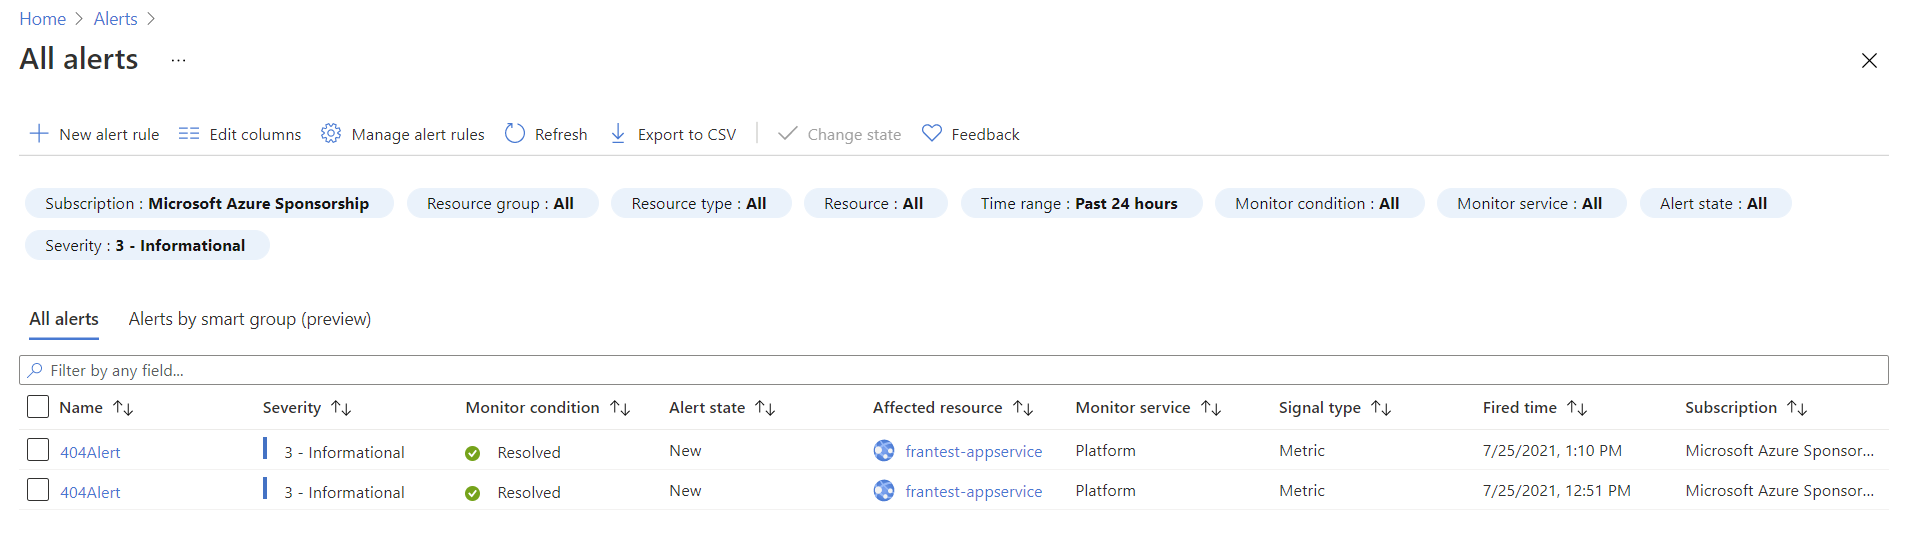 Home > Alerts >
All alerts ...
New alert rule Edit columns Manage alert rules Refresh Export to CSV Change state Feedback
Subscription : Microsoft Azure Sponsorship Resource group : All Resource type : All Resource : All Time range : Past 24 hours Monitor condition : All Monitor service : All Alert state : All
Severity : 3 - Informational
All alerts Alerts by smart group (preview)
Filter by any field...
Name ↑↓ Severity ↑↓ Monitor condition ↑↓ Alert state ↑↓ Affected resource ↑↓ Monitor service ↑↓ Signal type ↑↓ Fired time ↑↓ Subscription ↑↓
404Alert 3 - Informational Resolved New frantest-appservice Platform Metric 7/25/2021, 1:10 PM Microsoft Azure Sponsor...
404Alert 3 - Informational Resolved New frantest-appservice Platform Metric 7/25/2021, 12:51 PM Microsoft Azure Sponsor...